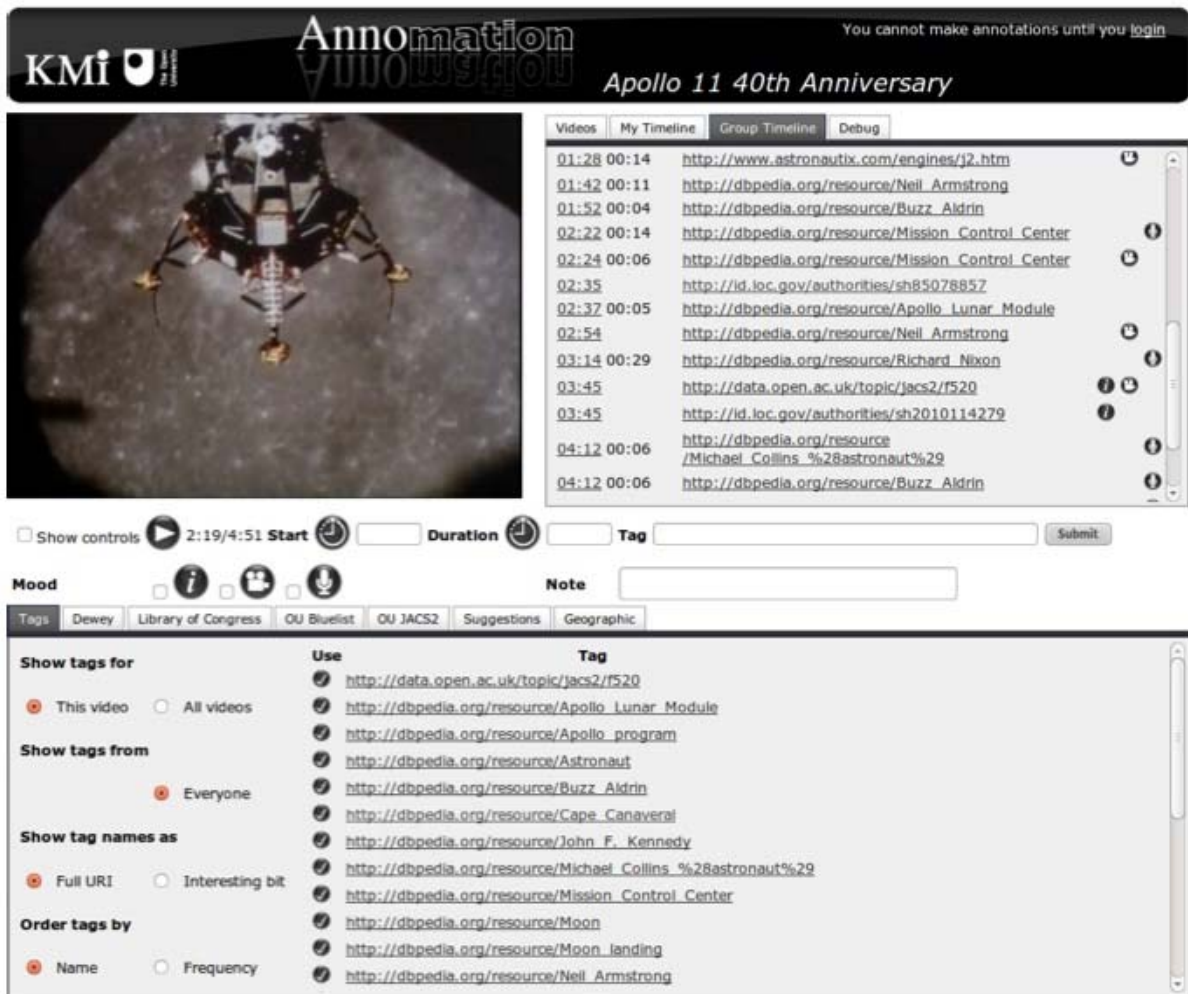 KMi
The Open
University
Annomation
You cannot make annotations until you login
Apollo 11 40th Anniversary
Videos My Timeline Group Timeline Debug
01:28 00:14 http://www.astronautix.com/engines/j2.htm
01:42 00:11 http://dbpedia.org/resource/Neil_Armstrong
01:52 00:04 http://dbpedia.org/resource/Buzz_Aldrin
02:22 00:14 http://dbpedia.org/resource/Mission_Control_Center
02:24 00:06 http://dbpedia.org/resource/Mission_Control_Center
02:35 http://id.loc.gov/authorities/sh85078857
02:37 00:05 http://dbpedia.org/resource/Apollo_Lunar_Module
02:54 http://dbpedia.org/resource/Neil_Armstrong
03:14 00:29 http://dbpedia.org/resource/Richard_Nixon
03:45 http://data.open.ac.uk/topic/jacs2/f520
03:45 http://id.loc.gov/authorities/sh2010114279
04:12 00:06 http://dbpedia.org/resource
/Michael_Collins_%28astronaut%29
04:12 00:06 http://dbpedia.org/resource/Buzz_Aldrin
Show controls 2:19/4:51 Start Duration Tag Submit
Mood Note
Tags Dewey Library of Congress OU Bluelist OU JACS2 Suggestions Geographic
Show tags for
This video All videos
Show tags from
Everyone
Show tag names as
Full URI Interesting bit
Order tags by
Name Frequency
Use Tag
http://data.open.ac.uk/topic/jacs2/f520
http://dbpedia.org/resource/Apollo_Lunar_Module
http://dbpedia.org/resource/Apollo_program
http://dbpedia.org/resource/Astronaut
http://dbpedia.org/resource/Buzz_Aldrin
http://dbpedia.org/resource/Cape_Canaveral
http://dbpedia.org/resource/John_F._Kennedy
http://dbpedia.org/resource/Michael_Collins_%28astronaut%29
http://dbpedia.org/resource/Mission_Control_Center
http://dbpedia.org/resource/Moon
http://dbpedia.org/resource/Moon_landing
http://dbpedia.org/resource/Neil_Armstrong